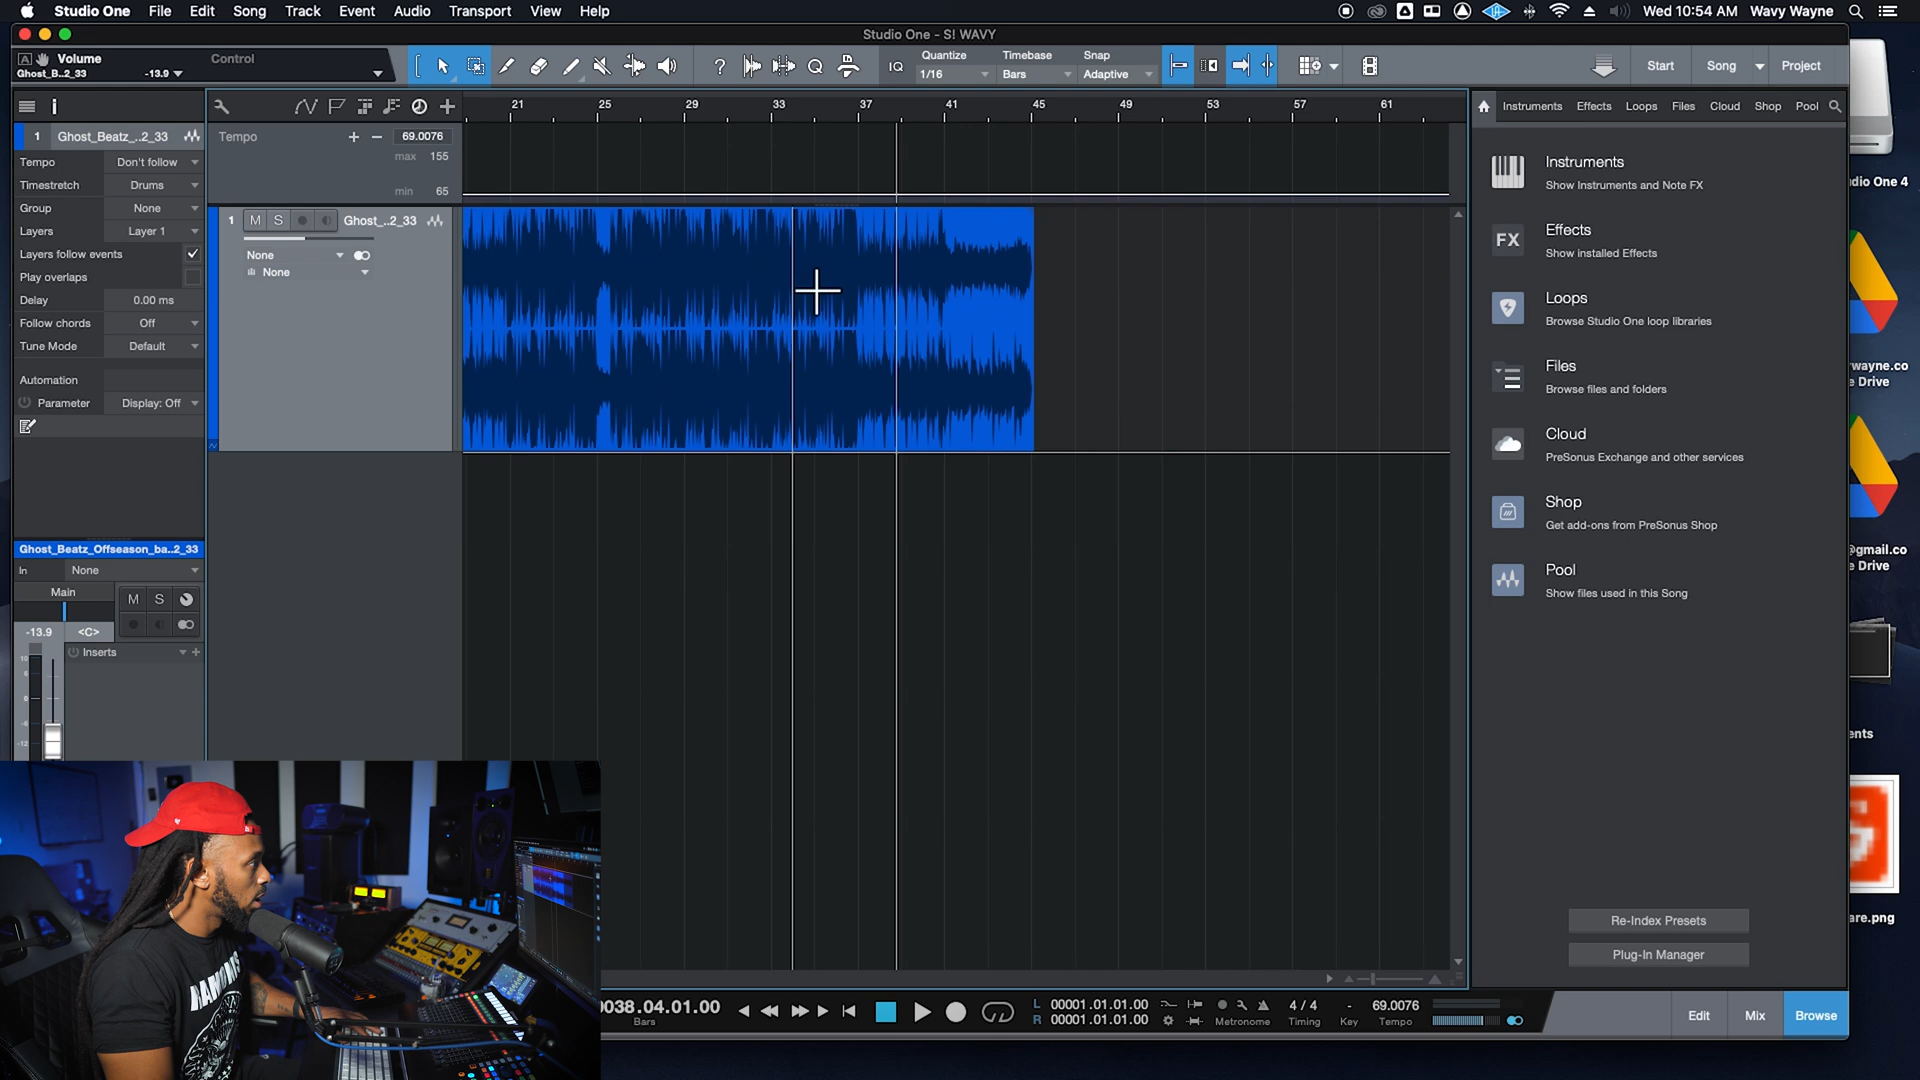 Studio One File Edit Song Track Event Audio Transport View Help Wed 10:54 AM Wavy Wayne
Studio One - S! WAVY
Volume Control
Ghost_B..2_33 -13.9
Quantize Timebase Snap
IQ 1/16 Bars Adaptive
Start Song Project
21 25 29 33 37 41 45 49 53 57 61
Instruments Effects Loops Files Cloud Shop Pool
1 Ghost_Beatz_..2_33
Tempo Don't follow
Timestretch Drums
Group None
Layers Layer 1
Layers follow events
Play overlaps
Delay 0.00 ms
Follow chords Off
Tune Mode Default
Automation
Parameter Display: Off
Tempo + − 69.0076
max 155
min 65
1 M S Ghost_..2_33
None
None
Ghost_Beatz_Offseason_ba..2_33
In None
Main
M S
-13.9 <C>
Inserts
10
6
0
-6
-12
Instruments
Show Instruments and Note FX
FX
Effects
Show installed Effects
Loops
Browse Studio One loop libraries
Files
Browse files and folders
Cloud
PreSonus Exchange and other services
Shop
Get add-ons from PreSonus Shop
Pool
Show files used in this Song
Re-Index Presets
Plug-In Manager
dio One 4
rwayne.co
e Drive
@gmail.co
e Drive
ents
are.png
RAMONES
0038.04.01.00
Bars
L 00001.01.01.00
R 00001.01.01.00
Metronome
4 / 4
Timing
-
Key
69.0076
Tempo
Edit Mix Browse